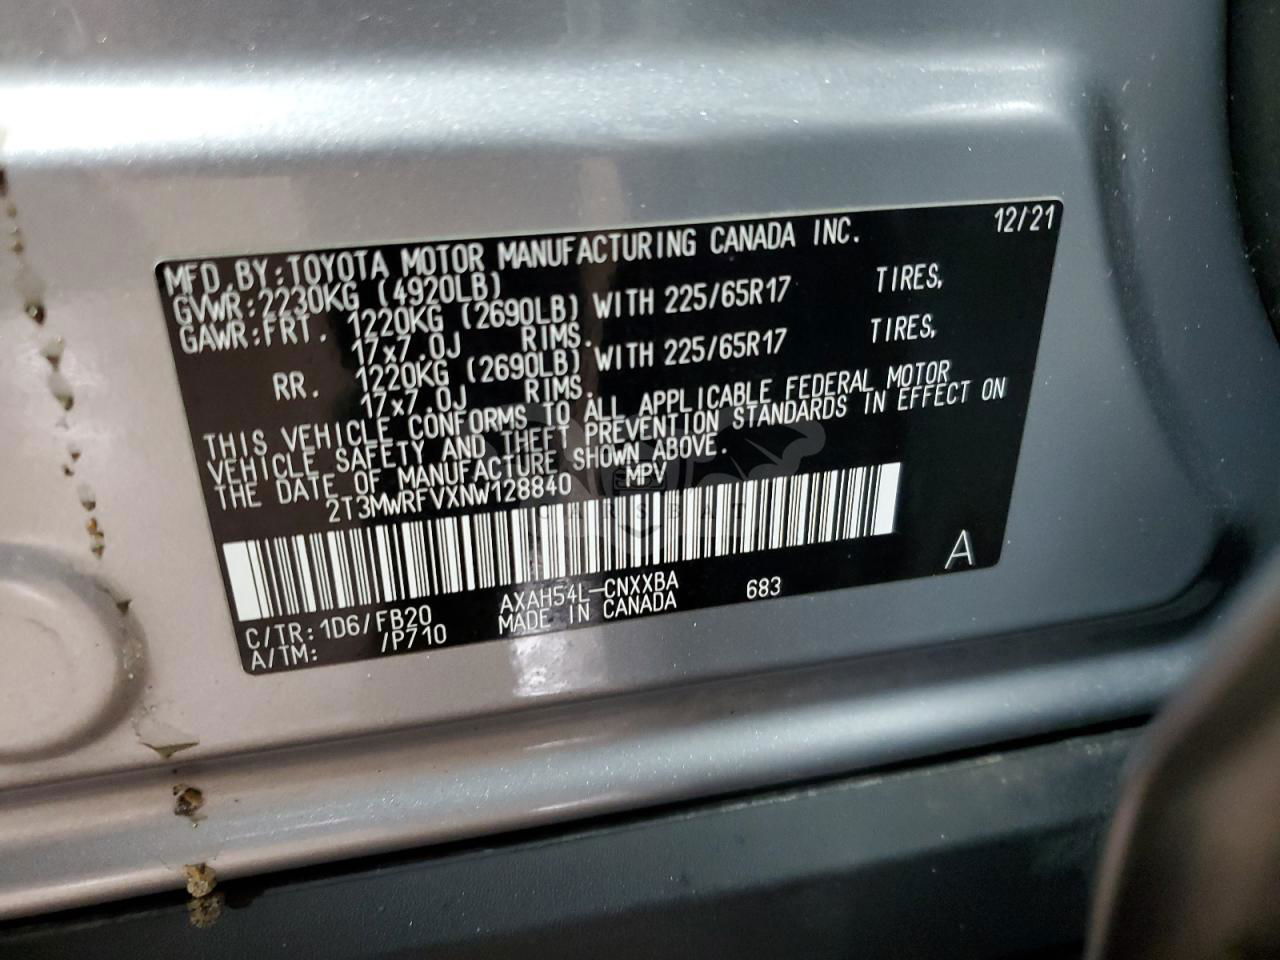 12/21
MFD.BY:TOYOTA MOTOR MANUFACTURING CANADA INC.
GVWR:2230KG (4920LB)
GAWR:FRT. 1220KG (2690LB) WITH 225/65R17 TIRES,
17x7.0J RIMS.
RR. 1220KG (2690LB) WITH 225/65R17 TIRES,
17x7.0J RIMS.
THIS VEHICLE CONFORMS TO ALL APPLICABLE FEDERAL MOTOR
VEHICLE SAFETY AND THEFT PREVENTION STANDARDS IN EFFECT ON
THE DATE OF MANUFACTURE SHOWN ABOVE.
2T3MWRFVXNW128840 MPV
A
C/TR:1D6/FB20 AXAH54L-CNXXBA 683
A/TM: /P710 MADE IN CANADA